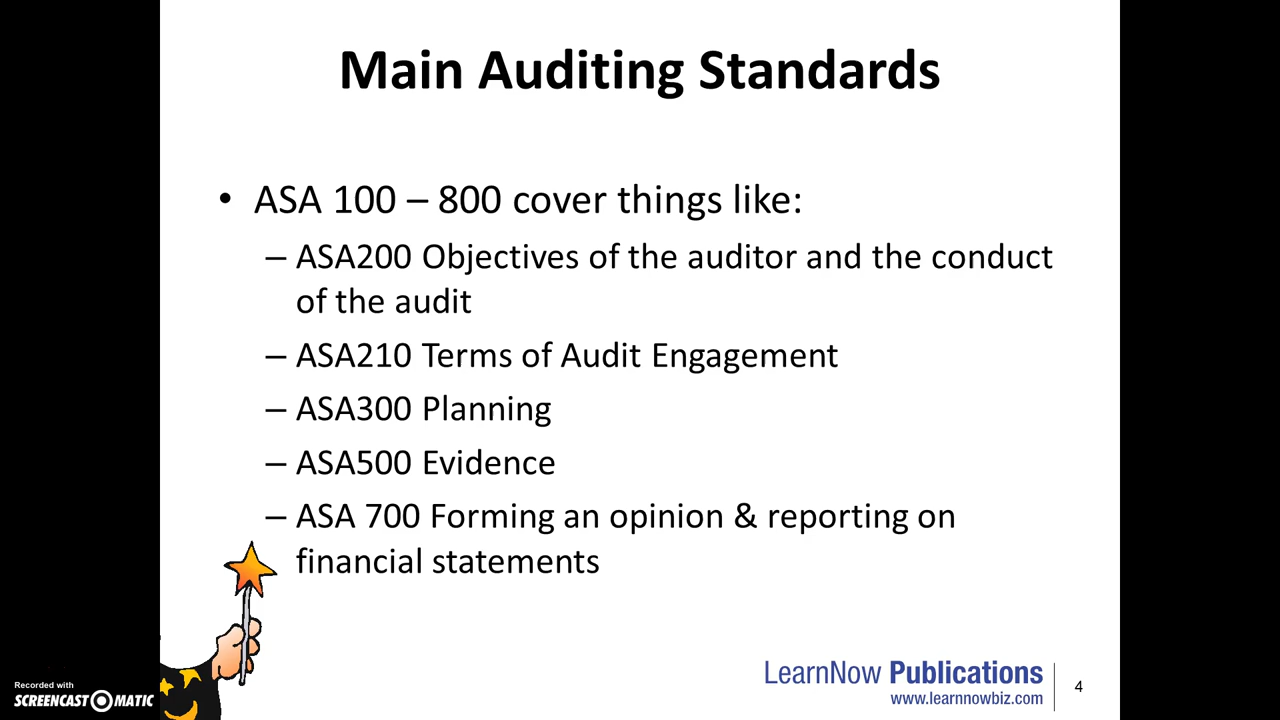 Main Auditing Standards
• ASA 100 – 800 cover things like:
– ASA200 Objectives of the auditor and the conduct
of the audit
– ASA210 Terms of Audit Engagement
– ASA300 Planning
– ASA500 Evidence
– ASA 700 Forming an opinion & reporting on
financial statements
LearnNow Publications
www.learnnowbiz.com
4
Recorded with
SCREENCAST O MATIC